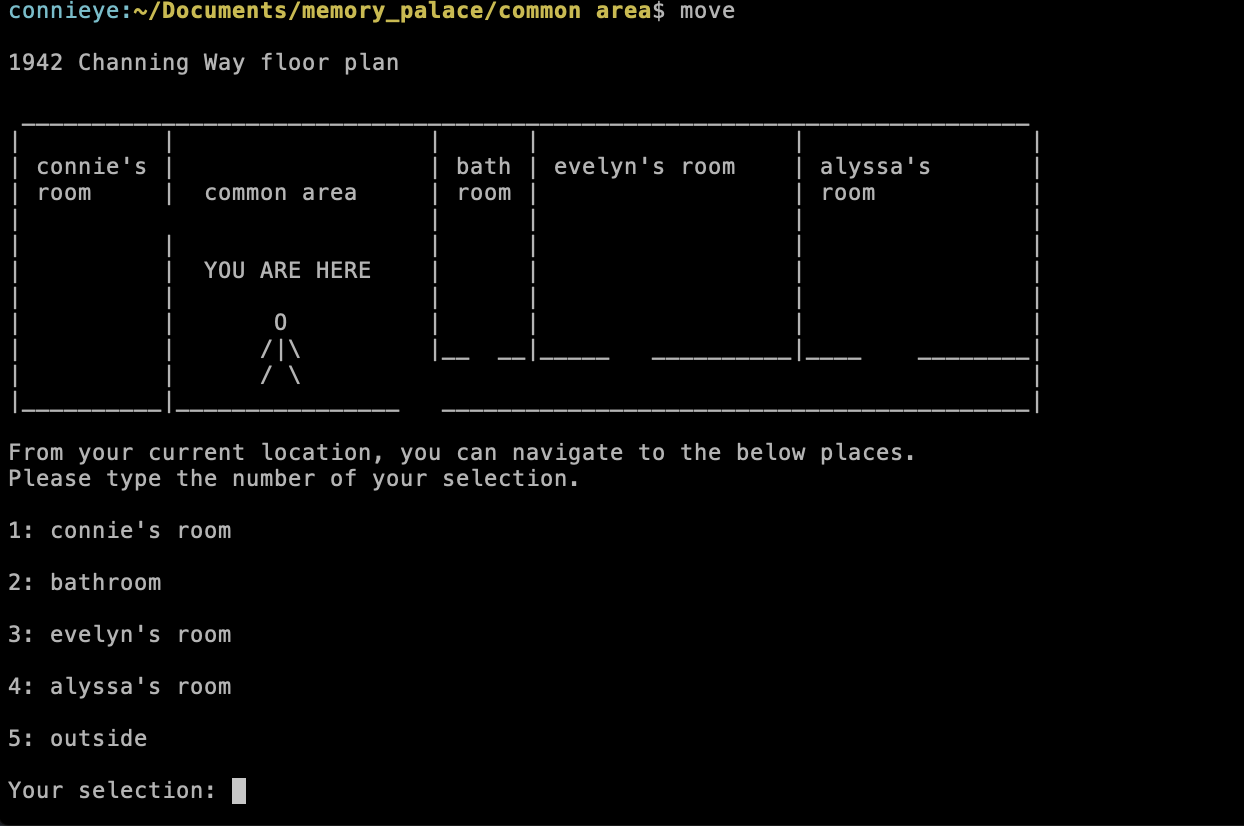 connieye:~/Documents/memory_palace/common area$ move
1942 Channing Way floor plan
connie's bath evelyn's room alyssa's
room common area room room
YOU ARE HERE
From your current location, you can navigate to the below places.
Please type the number of your selection.
1: connie's room
2: bathroom
3: evelyn's room
4: alyssa's room
5: outside
Your selection: